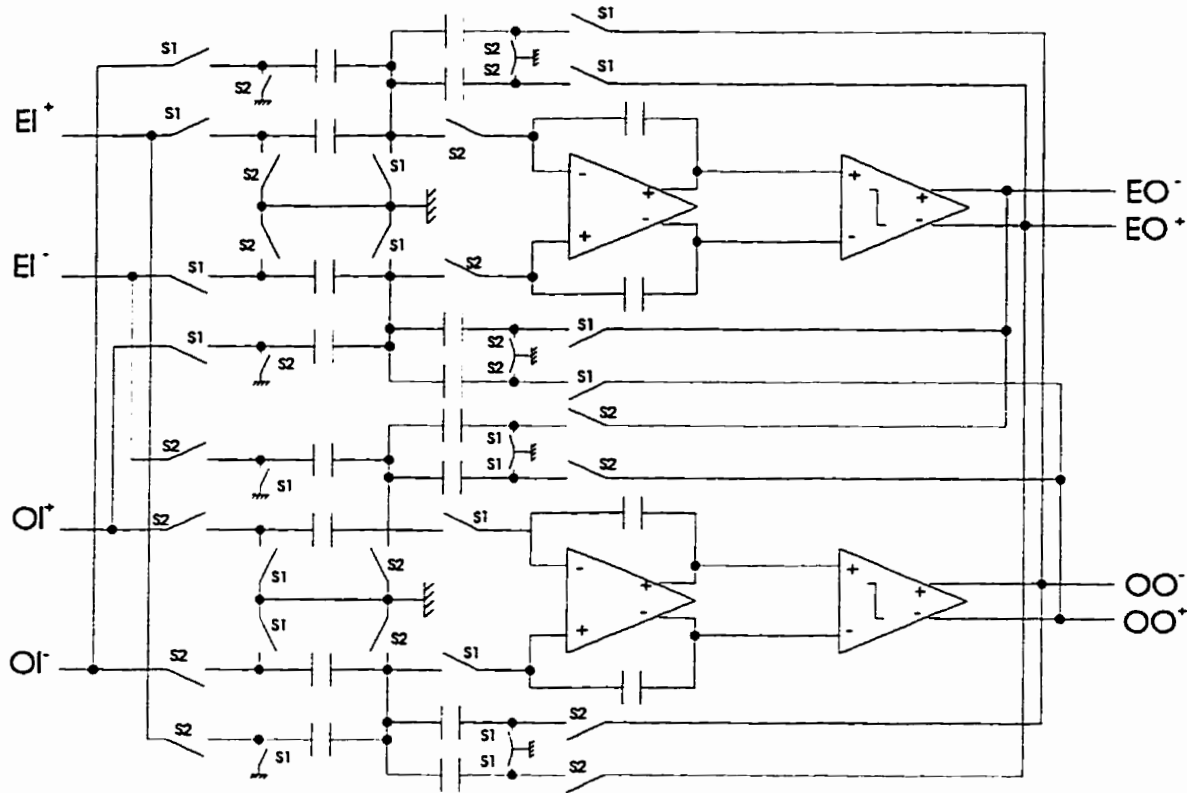 S1
S1 S2
S2 S2 S1
EI+ S1
S2
S2 S1 - + + +
- - EO-
+ - EO+
S2 S1
EI- S1 S2
S1 S2 S2 S1
S2
S1
S2 S1 S2
S1 S1 S2
OI+ S2 S1
S1 S2 - + + +
- - OO-
+ - OO+
S1 S2
OI- S2 S1
S2 S1 S1 S2
S1 S2